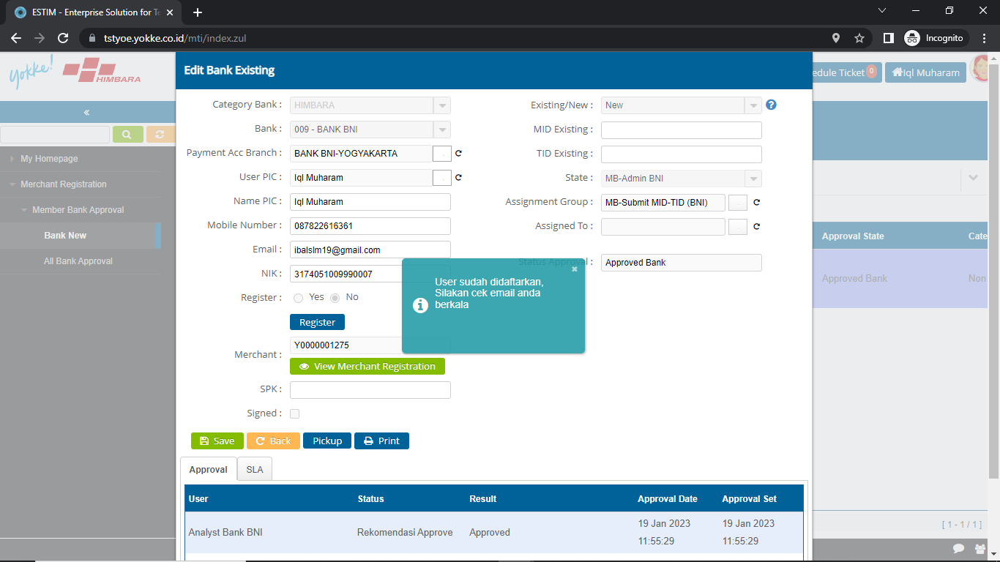 ESTIM - Enterprise Solution for Te
tstyoe.yokke.co.id/mti/index.zul
Incognito
yokke!
HIMBARA
edule Ticket 0
Iql Muharam
«
My Homepage
Merchant Registration
Member Bank Approval
Bank New
All Bank Approval
Edit Bank Existing
Category Bank : HIMBARA
Bank : 009 - BANK BNI
Payment Acc Branch : BANK BNI-YOGYAKARTA
User PIC : Iql Muharam
Name PIC : Iql Muharam
Mobile Number : 087822616361
Email : ibalslm19@gmail.com
NIK : 3174051009990007
Register : Yes No
Register
Merchant : Y0000001275
View Merchant Registration
SPK :
Signed :
Existing/New : New
MID Existing :
TID Existing :
State : MB-Admin BNI
Assignment Group : MB-Submit MID-TID (BNI)
Assigned To :
Status Approval : Approved Bank
User sudah didaftarkan,
Silakan cek email anda
berkala
Save Back Pickup Print
Approval SLA
User Status Result Approval Date Approval Set
Analyst Bank BNI Rekomendasi Approve Approved 19 Jan 2023 19 Jan 2023
11:55:29 11:55:29
Approval State Cate
Approved Bank Non
[ 1 - 1 / 1 ]